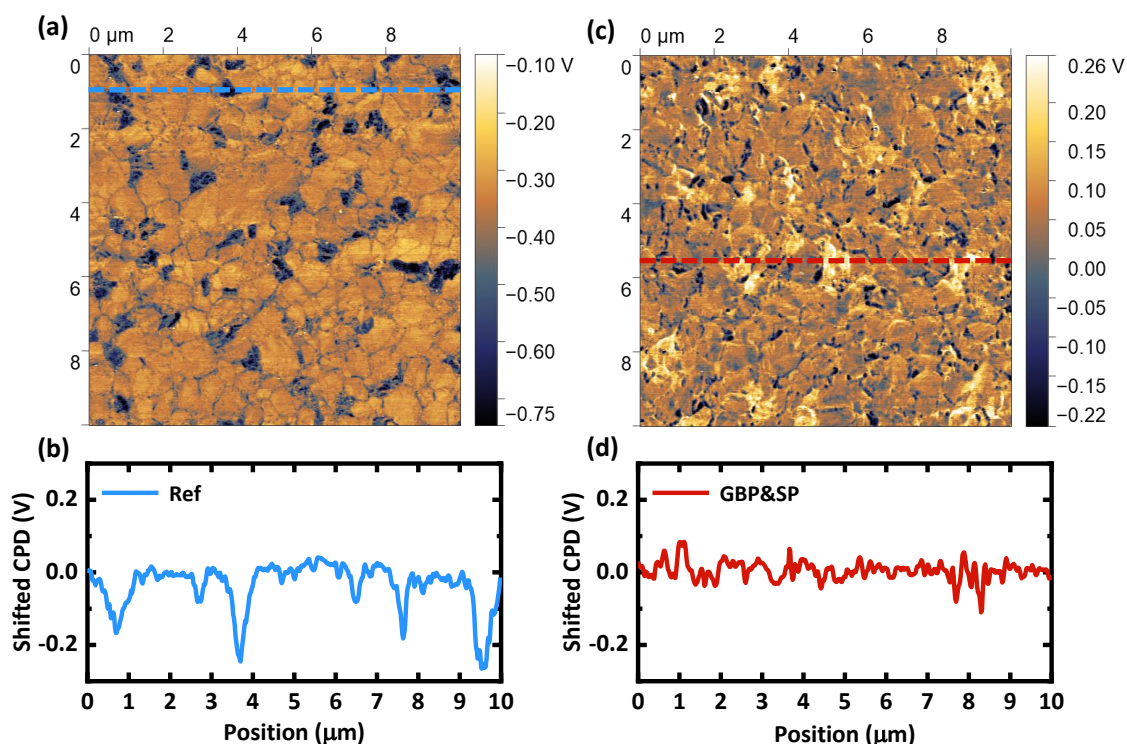 (a)
0 µm 2 4 6 8
0
2
4
6
8
−0.10 V
−0.20
−0.30
−0.40
−0.50
−0.60
−0.75
(c)
0 µm 2 4 6 8
0
2
4
6
8
0.26 V
0.20
0.15
0.10
0.05
0.00
−0.05
−0.10
−0.15
−0.22
(b)
Ref
Shifted CPD (V)
0.2
0.0
-0.2
0 1 2 3 4 5 6 7 8 9 10
Position (µm)
(d)
GBP&SP
Shifted CPD (V)
0.2
0.0
-0.2
0 1 2 3 4 5 6 7 8 9 10
Position (µm)